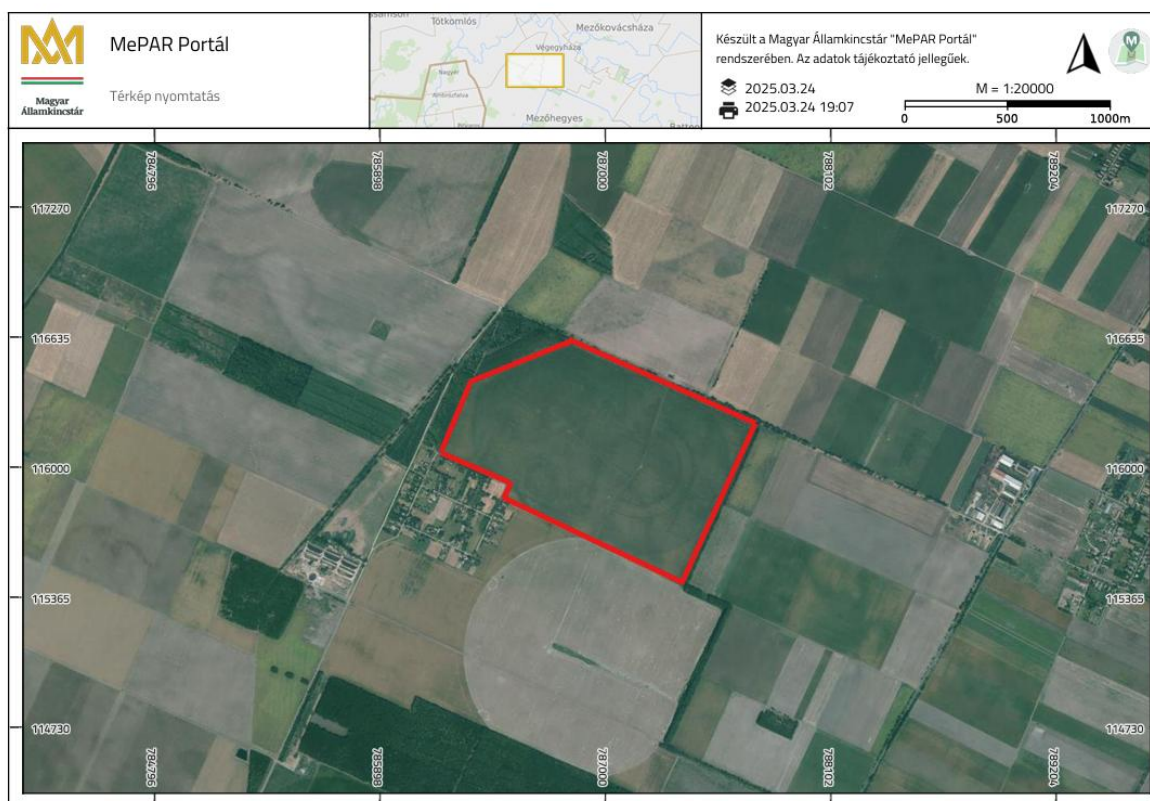 MePAR Portál
Térkép nyomtatás
Magyar
Államkincstár
Tótkomlós
Mezőkovácsháza
Végegyháza
Nagyér
Ambrózfalva
Mezőhegyes
Készült a Magyar Államkincstár "MePAR Portál"
rendszerében. Az adatok tájékoztató jellegűek.
2025.03.24
2025.03.24 19:07
M = 1:20000
0 500 1000m
M
784796 785898 787000 788102 789204
117270 117270
116635 116635
116000 116000
115365 115365
114730 114730
784796 785898 787000 788102 789204